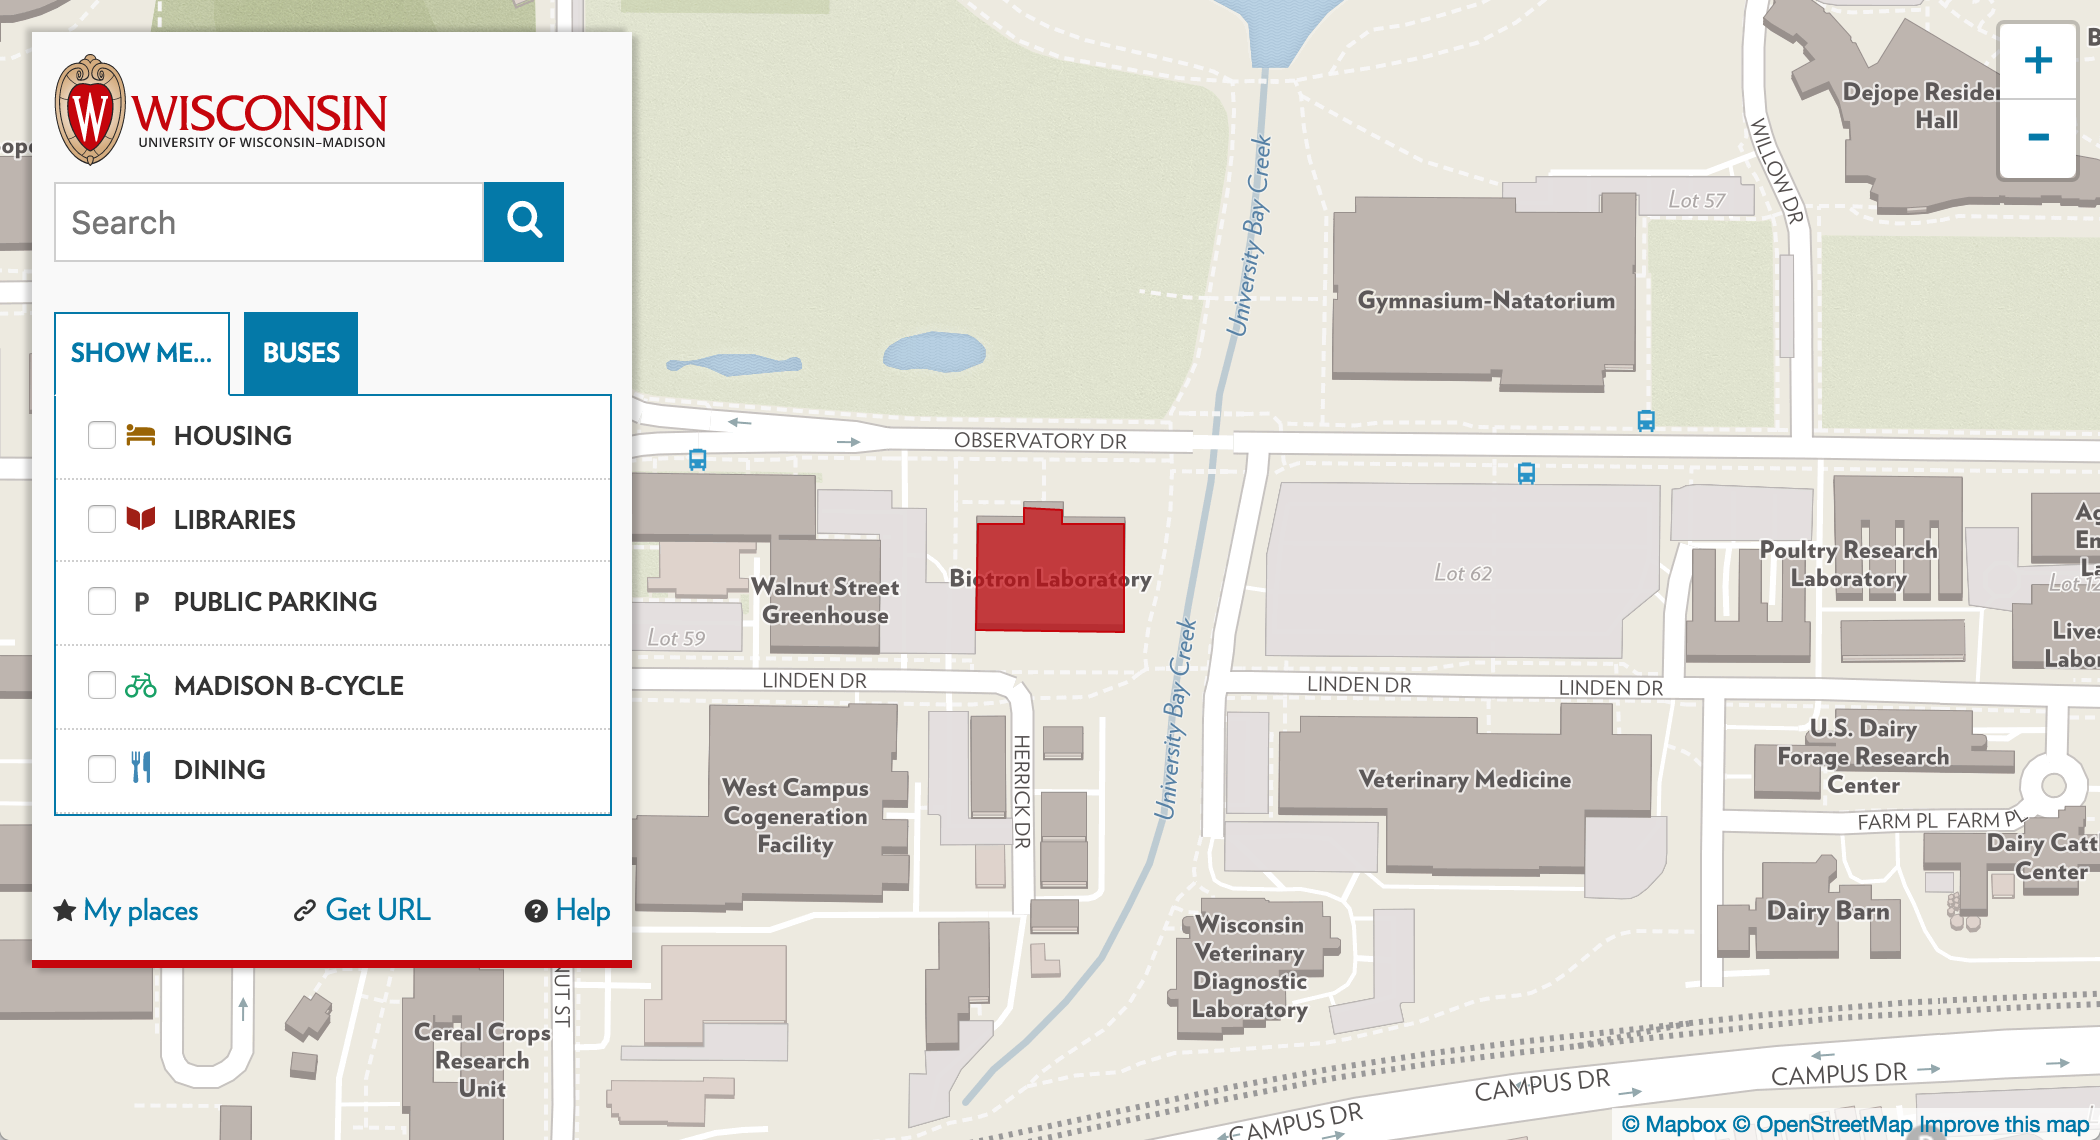 WISCONSIN
UNIVERSITY OF WISCONSIN–MADISON
Search
SHOW ME...
BUSES
HOUSING
LIBRARIES
P PUBLIC PARKING
MADISON B-CYCLE
DINING
My places
Get URL
? Help
+
-
Dejope
Hall
WILLOW DR
Lot 57
University Bay Creek
Gymnasium-Natatorium
OBSERVATORY DR
Biotron Laboratory
Walnut Street
Greenhouse
Lot 59
Lot 62
Poultry Research
Laboratory
LINDEN DR
LINDEN DR
LINDEN DR
University Bay Creek
HERRICK DR
West Campus
Cogeneration
Facility
Veterinary Medicine
U.S. Dairy
Forage Research
Center
FARM PL
FARM PL
Center
Dairy Barn
Wisconsin
Veterinary
Diagnostic
Laboratory
Cereal Crops
Research
Unit
CAMPUS DR
CAMPUS DR
CAMPUS DR
© Mapbox © OpenStreetMap Improve this map